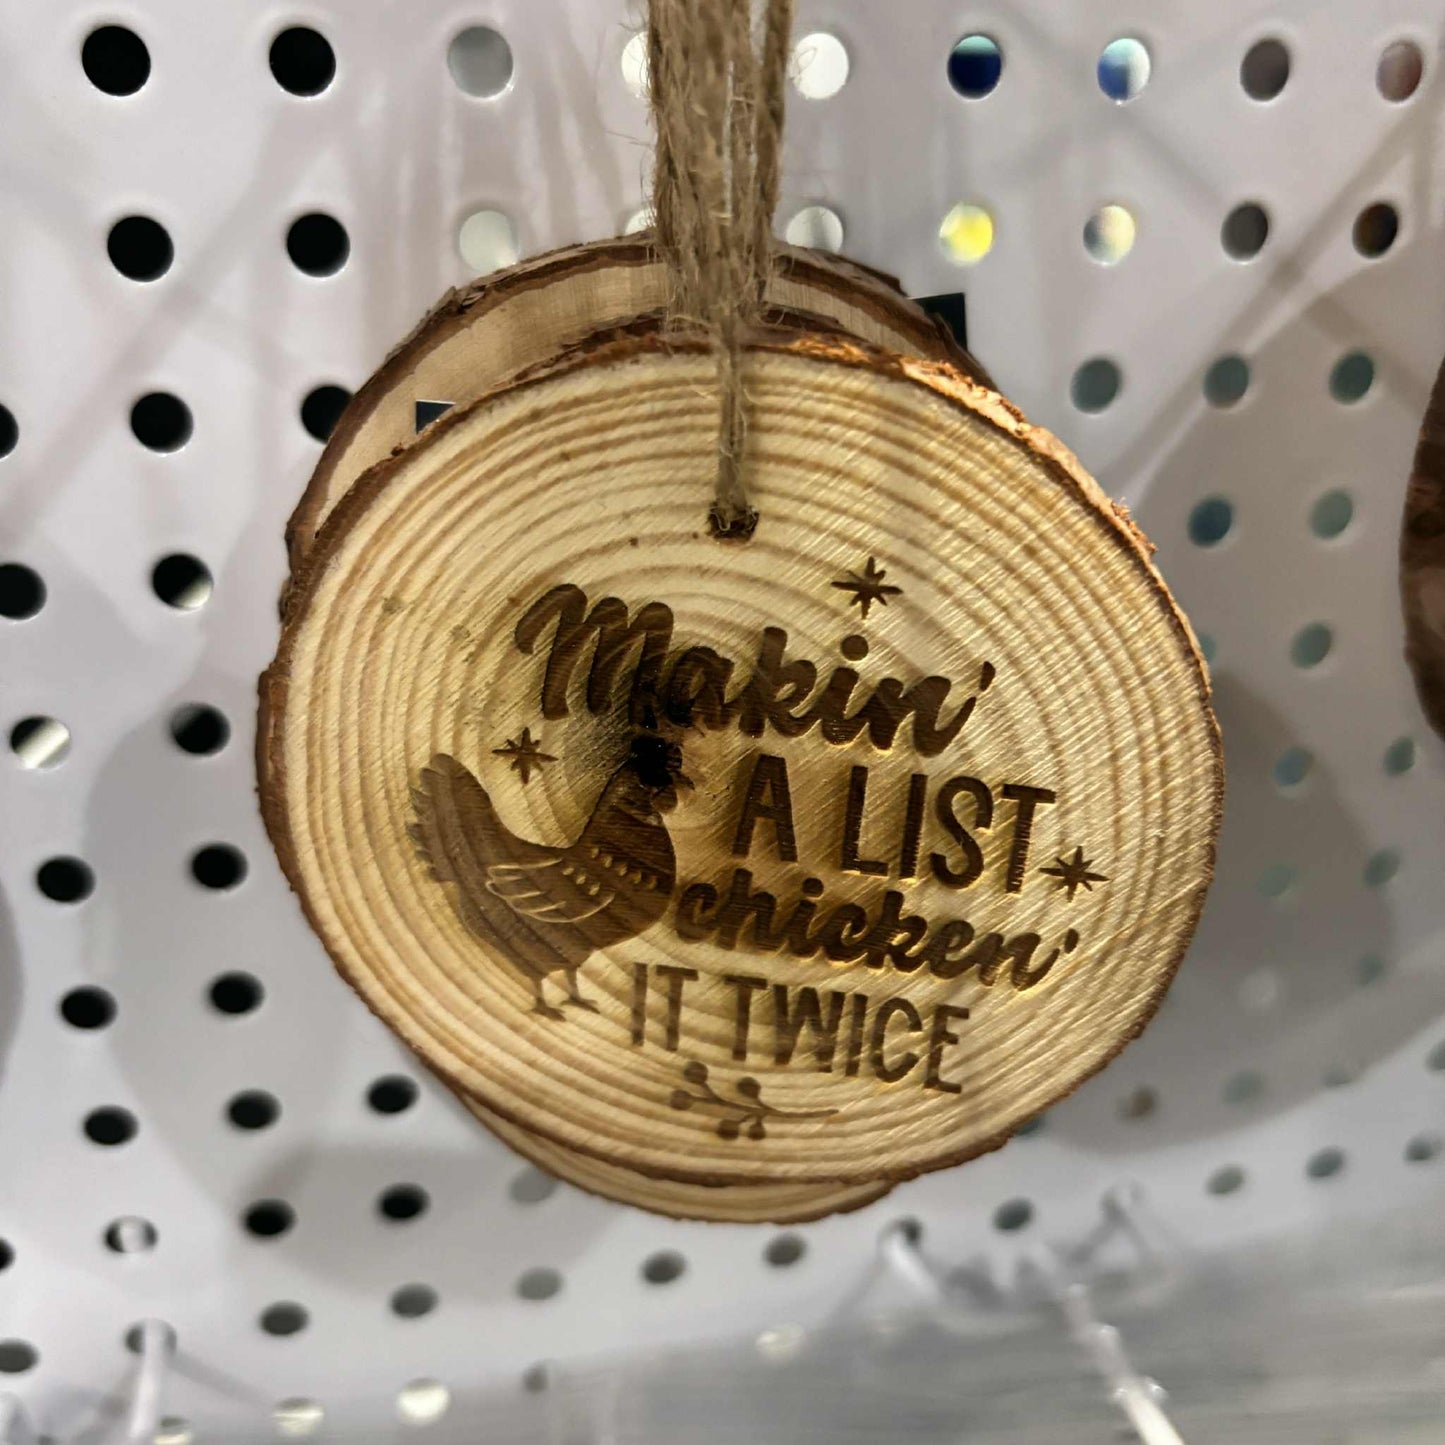 Makin'
A LIST
chicken'
IT TWICE